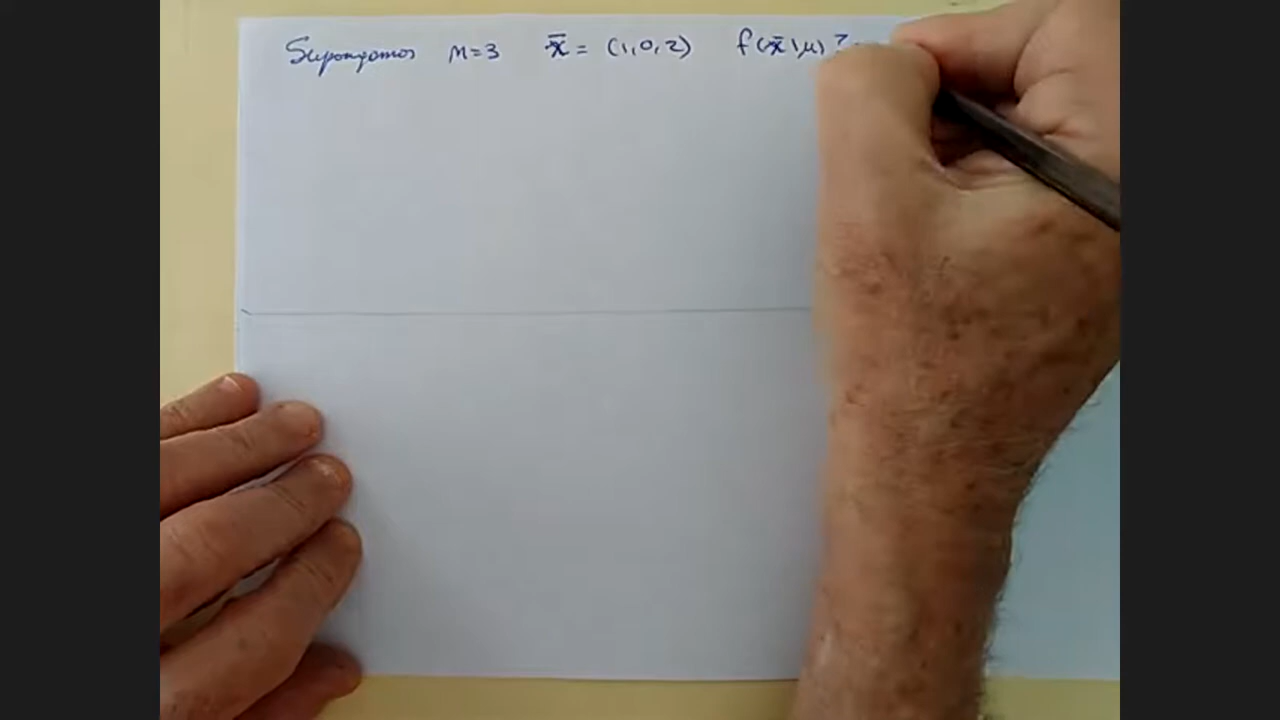 Supongamos n=3 x̄ = (1,0,2) f(x̄|μ)?